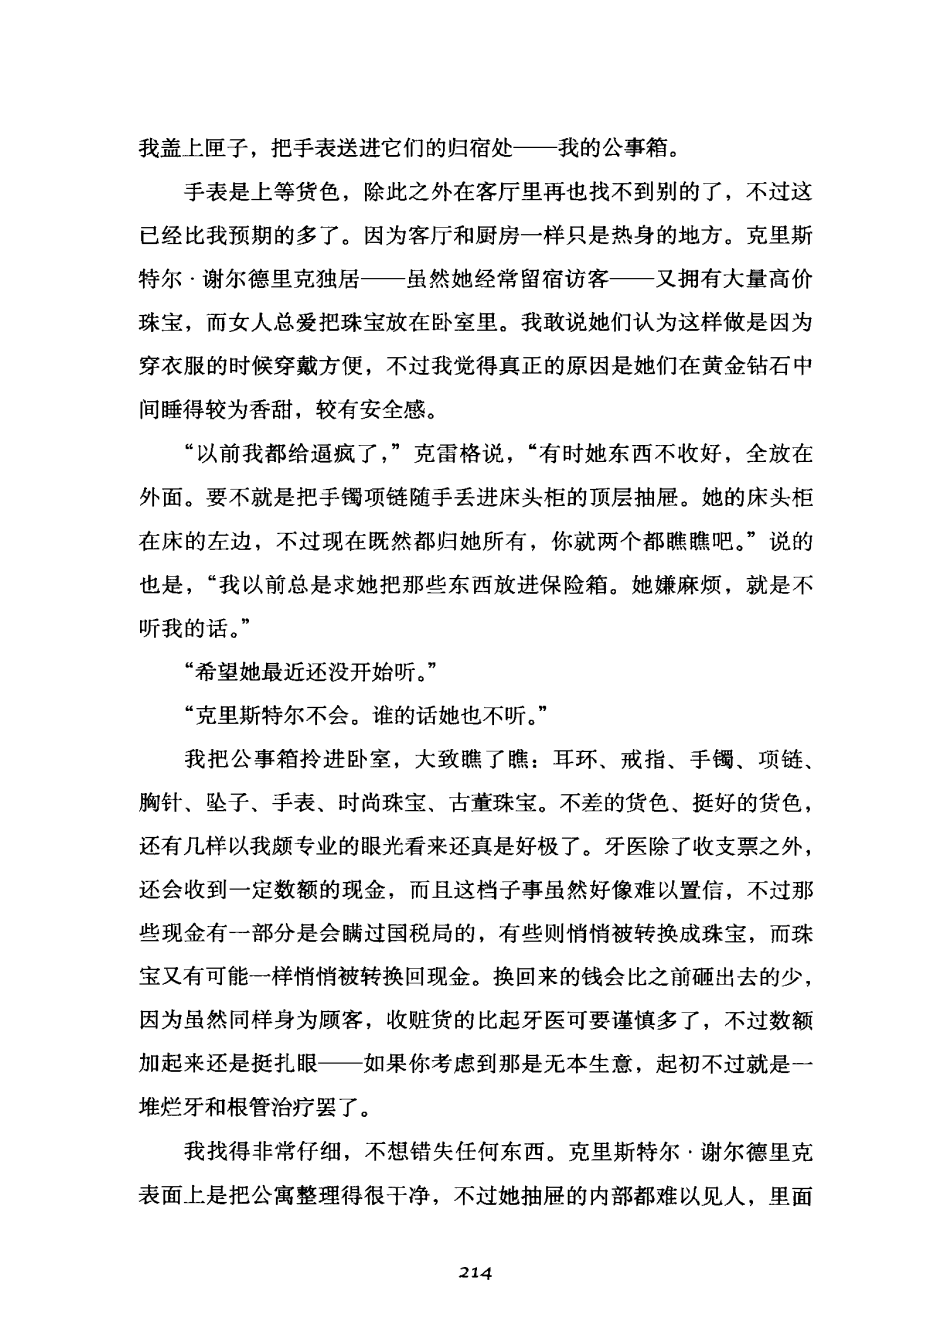 我盖上匣子，把手表送进它们的归宿处——我的公事箱。
手表是上等货色，除此之外在客厅里再也找不到别的了，不过这
已经比我预期的多了。因为客厅和厨房一样只是热身的地方。克里斯
特尔·谢尔德里克独居——虽然她经常留宿访客——又拥有大量高价
珠宝，而女人总爱把珠宝放在卧室里。我敢说她们认为这样做是因为
穿衣服的时候穿戴方便，不过我觉得真正的原因是她们在黄金钻石中
间睡得较为香甜，较有安全感。
“以前我都给逼疯了，”克雷格说，“有时她东西不收好，全放在
外面。要不就是把手镯项链随手丢进床头柜的顶层抽屉。她的床头柜
在床的左边，不过现在既然都归她所有，你就两个都瞧瞧吧。”说的
也是，“我以前总是求她把那些东西放进保险箱。她嫌麻烦，就是不
听我的话。”
“希望她最近还没开始听。”
“克里斯特尔不会。谁的话她也不听。”
我把公事箱拎进卧室，大致瞧了瞧：耳环、戒指、手镯、项链、
胸针、坠子、手表、时尚珠宝、古董珠宝。不差的货色、挺好的货色，
还有几样以我颇专业的眼光看来还真是好极了。牙医除了收支票之外，
还会收到一定数额的现金，而且这档子事虽然好像难以置信，不过那
些现金有一部分是会瞒过国税局的，有些则悄悄被转换成珠宝，而珠
宝又有可能一样悄悄被转换回现金。换回来的钱会比之前砸出去的少，
因为虽然同样身为顾客，收赃货的比起牙医可要谨慎多了，不过数额
加起来还是挺扎眼——如果你考虑到那是无本生意，起初不过就是一
堆烂牙和根管治疗罢了。
我找得非常仔细，不想错失任何东西。克里斯特尔·谢尔德里克
表面上是把公寓整理得很干净，不过她抽屉的内部都难以见人，里面
214